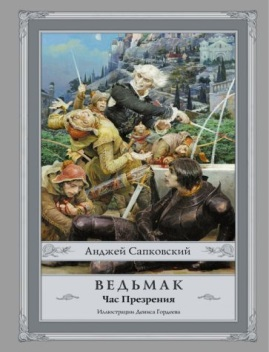 Анджей Сапковский
ВЕДЬМАК
Час Презрения
Иллюстрации Дениса Гордеева